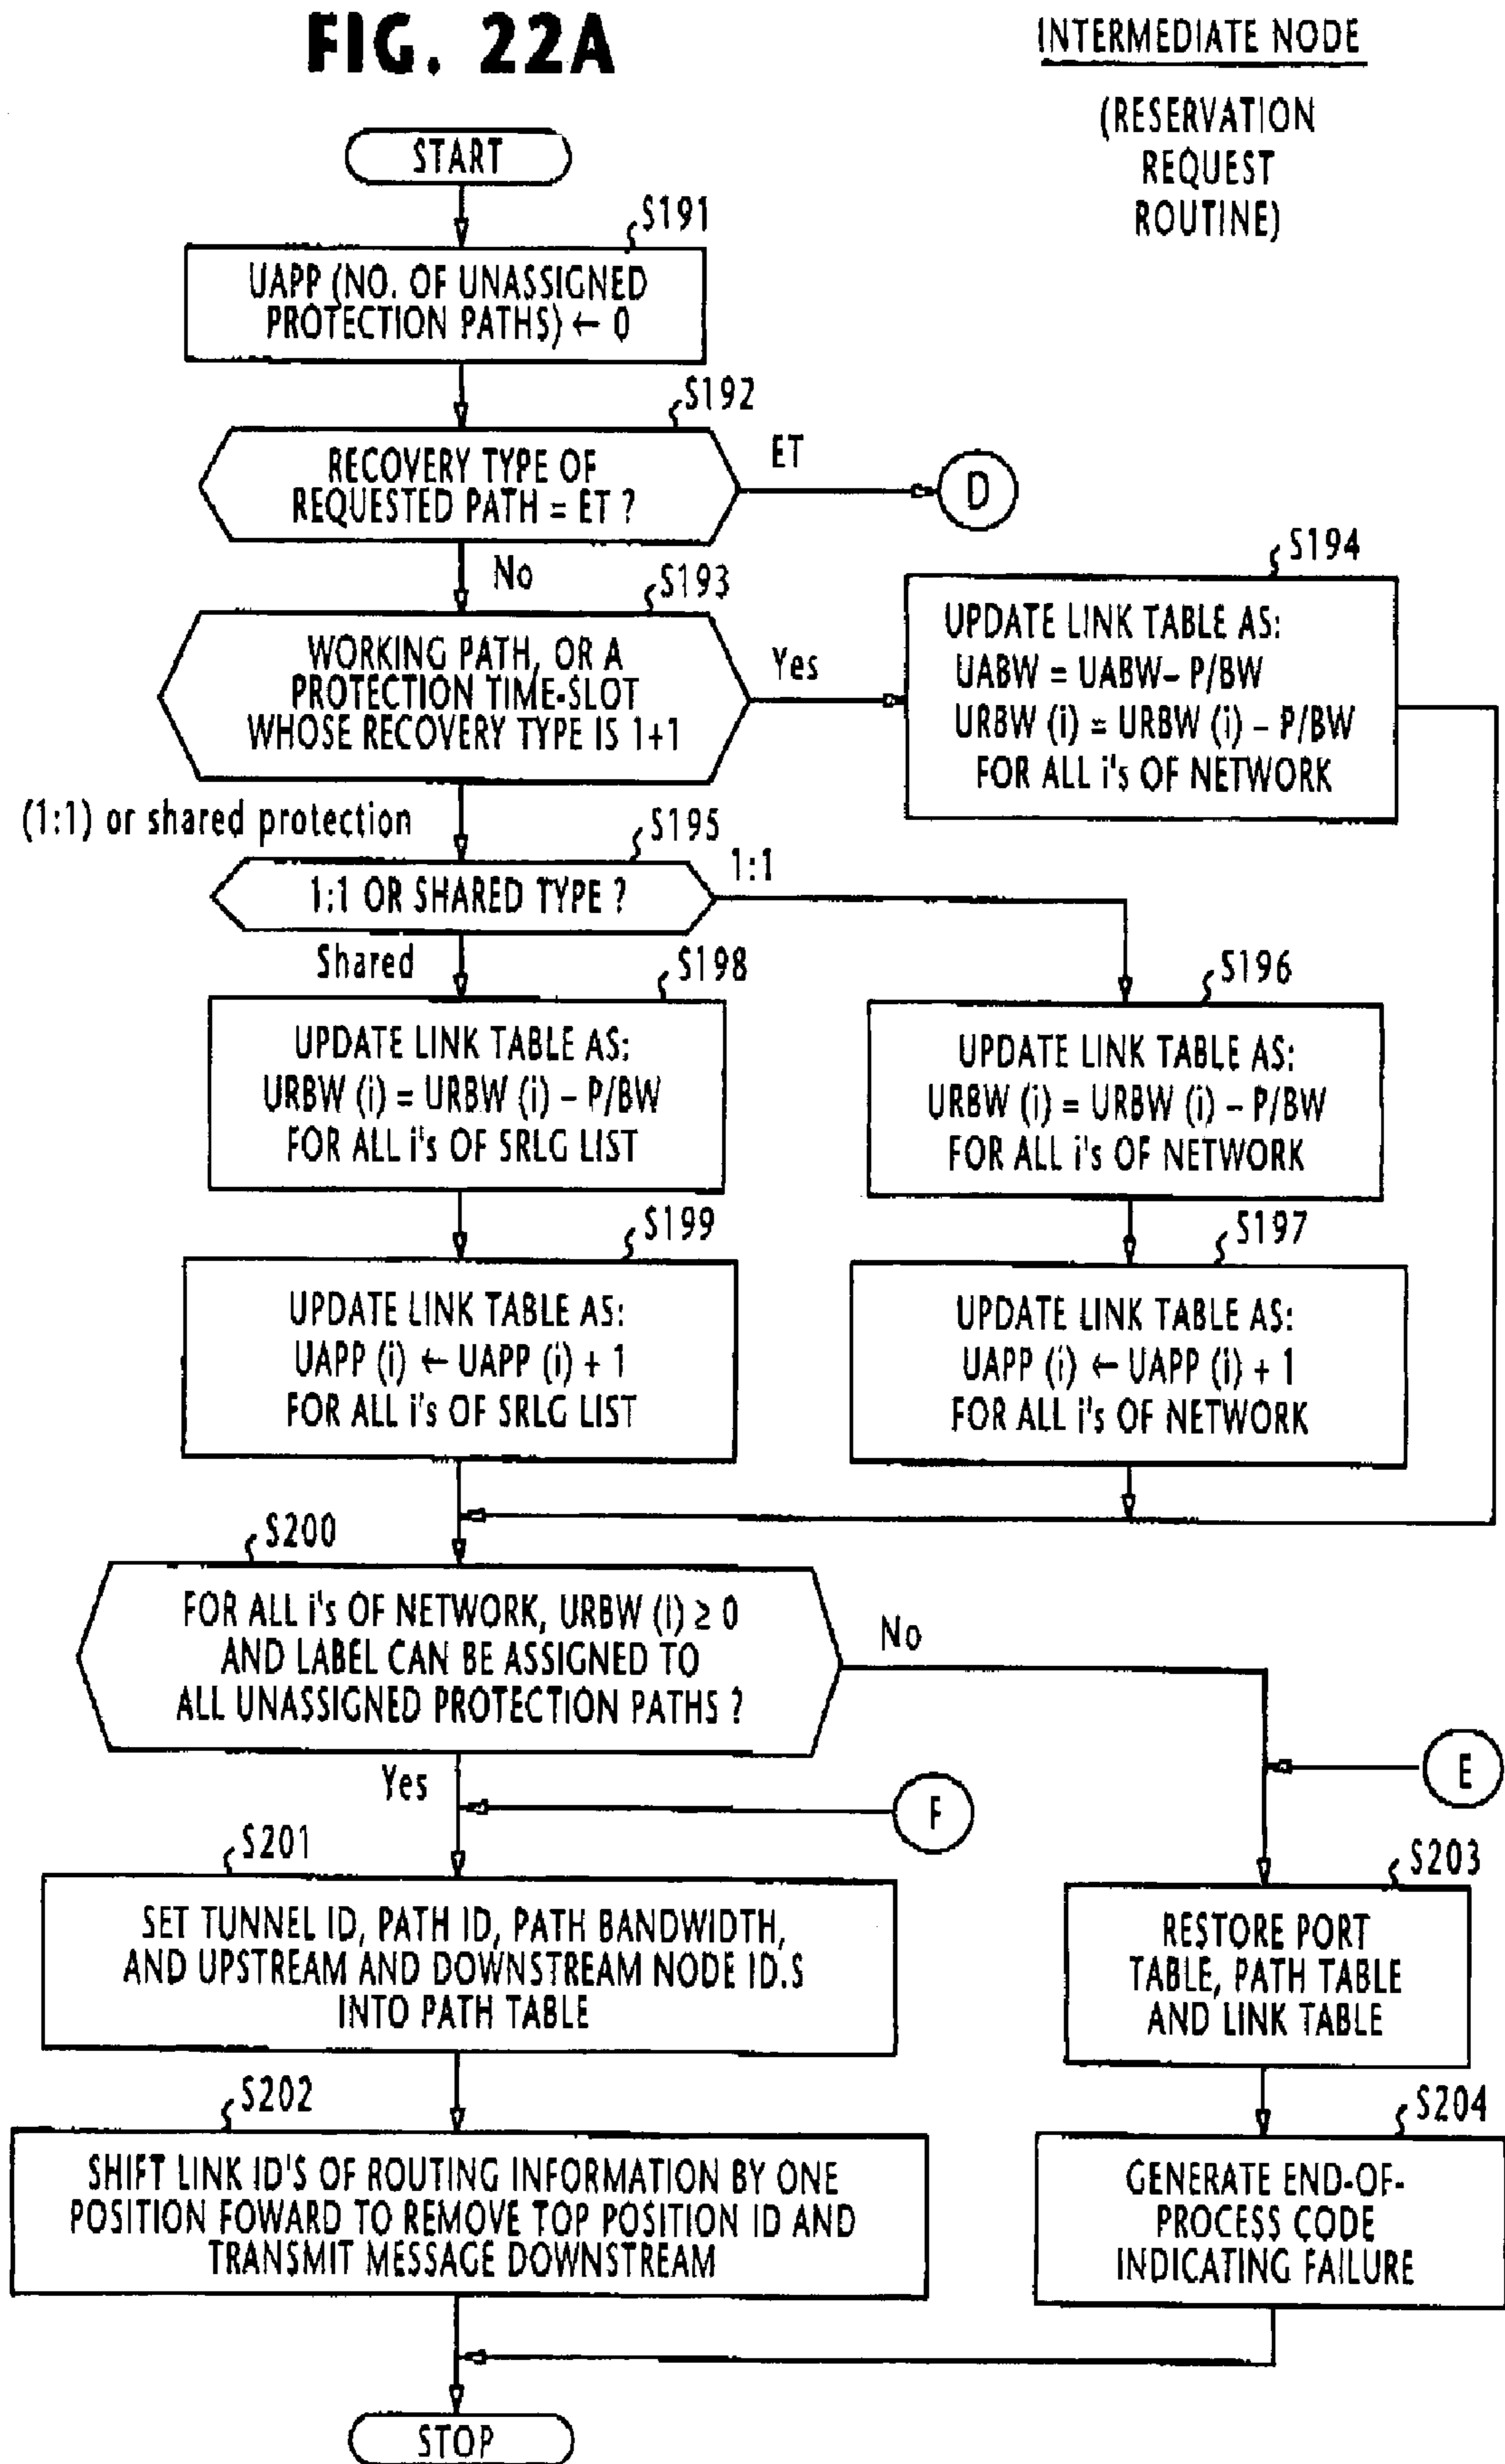 FIG. 22A
INTERMEDIATE NODE
(RESERVATION
REQUEST
ROUTINE)
START
S191
UAPP (NO. OF UNASSIGNED
PROTECTION PATHS) ← 0
S192
RECOVERY TYPE OF
REQUESTED PATH = ET ?
ET
D
No
S193
WORKING PATH, OR A
PROTECTION TIME-SLOT
WHOSE RECOVERY TYPE IS 1+1
Yes
S194
UPDATE LINK TABLE AS:
UABW = UABW– P/BW
URBW (i) = URBW (i) – P/BW
FOR ALL i's OF NETWORK
(1:1) or shared protection
S195
1:1 OR SHARED TYPE ?
1:1
Shared
S198
UPDATE LINK TABLE AS:
URBW (i) = URBW (i) – P/BW
FOR ALL i's OF SRLG LIST
S196
UPDATE LINK TABLE AS:
URBW (i) = URBW (i) – P/BW
FOR ALL i's OF NETWORK
S199
UPDATE LINK TABLE AS:
UAPP (i) ← UAPP (i) + 1
FOR ALL i's OF SRLG LIST
S197
UPDATE LINK TABLE AS:
UAPP (i) ← UAPP (i) + 1
FOR ALL i's OF NETWORK
S200
FOR ALL i's OF NETWORK, URBW (i) ≥ 0
AND LABEL CAN BE ASSIGNED TO
ALL UNASSIGNED PROTECTION PATHS ?
No
Yes
E
F
S201
SET TUNNEL ID, PATH ID, PATH BANDWIDTH,
AND UPSTREAM AND DOWNSTREAM NODE ID.S
INTO PATH TABLE
S203
RESTORE PORT
TABLE, PATH TABLE
AND LINK TABLE
S202
SHIFT LINK ID'S OF ROUTING INFORMATION BY ONE
POSITION FOWARD TO REMOVE TOP POSITION ID AND
TRANSMIT MESSAGE DOWNSTREAM
S204
GENERATE END-OF-
PROCESS CODE
INDICATING FAILURE
STOP